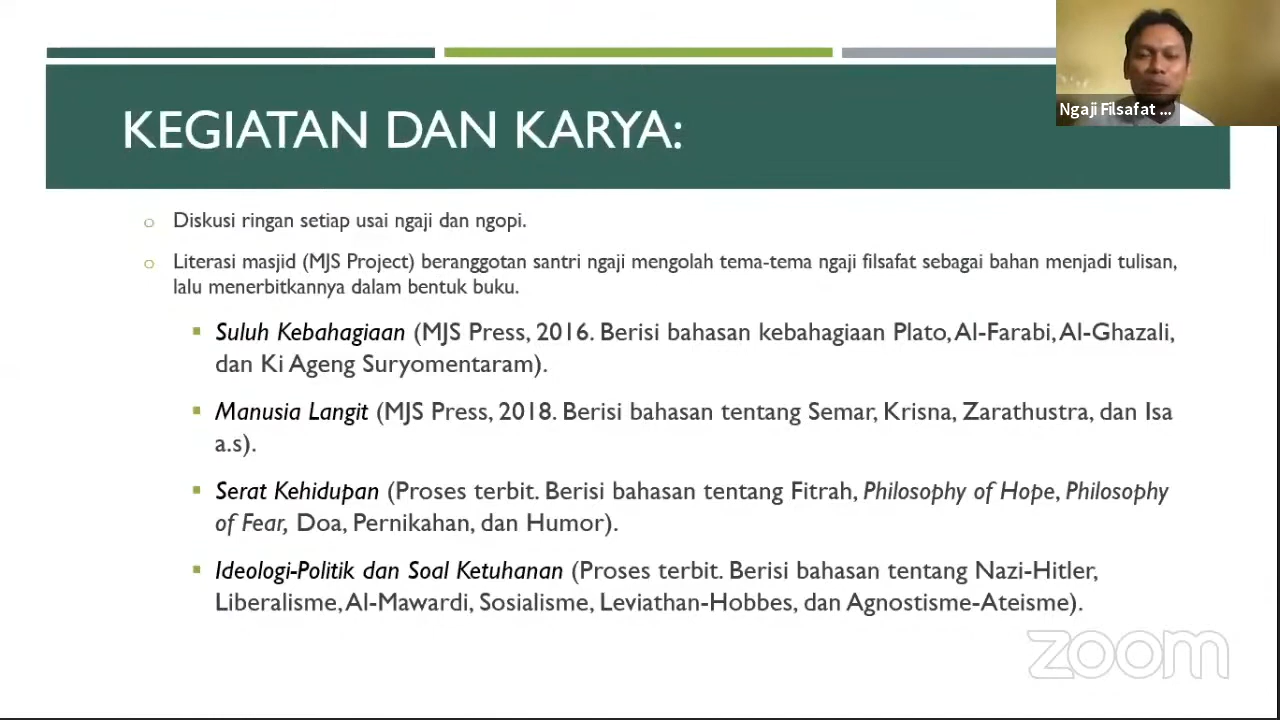 Ngaji Filsafat ...
KEGIATAN DAN KARYA:
Diskusi ringan setiap usai ngaji dan ngopi.
Literasi masjid (MJS Project) beranggotan santri ngaji mengolah tema-tema ngaji filsafat sebagai bahan menjadi tulisan,
lalu menerbitkannya dalam bentuk buku.
Suluh Kebahagiaan (MJS Press, 2016. Berisi bahasan kebahagiaan Plato, Al-Farabi, Al-Ghazali,
dan Ki Ageng Suryomentaram).
Manusia Langit (MJS Press, 2018. Berisi bahasan tentang Semar, Krisna, Zarathustra, dan Isa
a.s).
Serat Kehidupan (Proses terbit. Berisi bahasan tentang Fitrah, Philosophy of Hope, Philosophy
of Fear, Doa, Pernikahan, dan Humor).
Ideologi-Politik dan Soal Ketuhanan (Proses terbit. Berisi bahasan tentang Nazi-Hitler,
Liberalisme, Al-Mawardi, Sosialisme, Leviathan-Hobbes, dan Agnostisme-Ateisme).
zoom